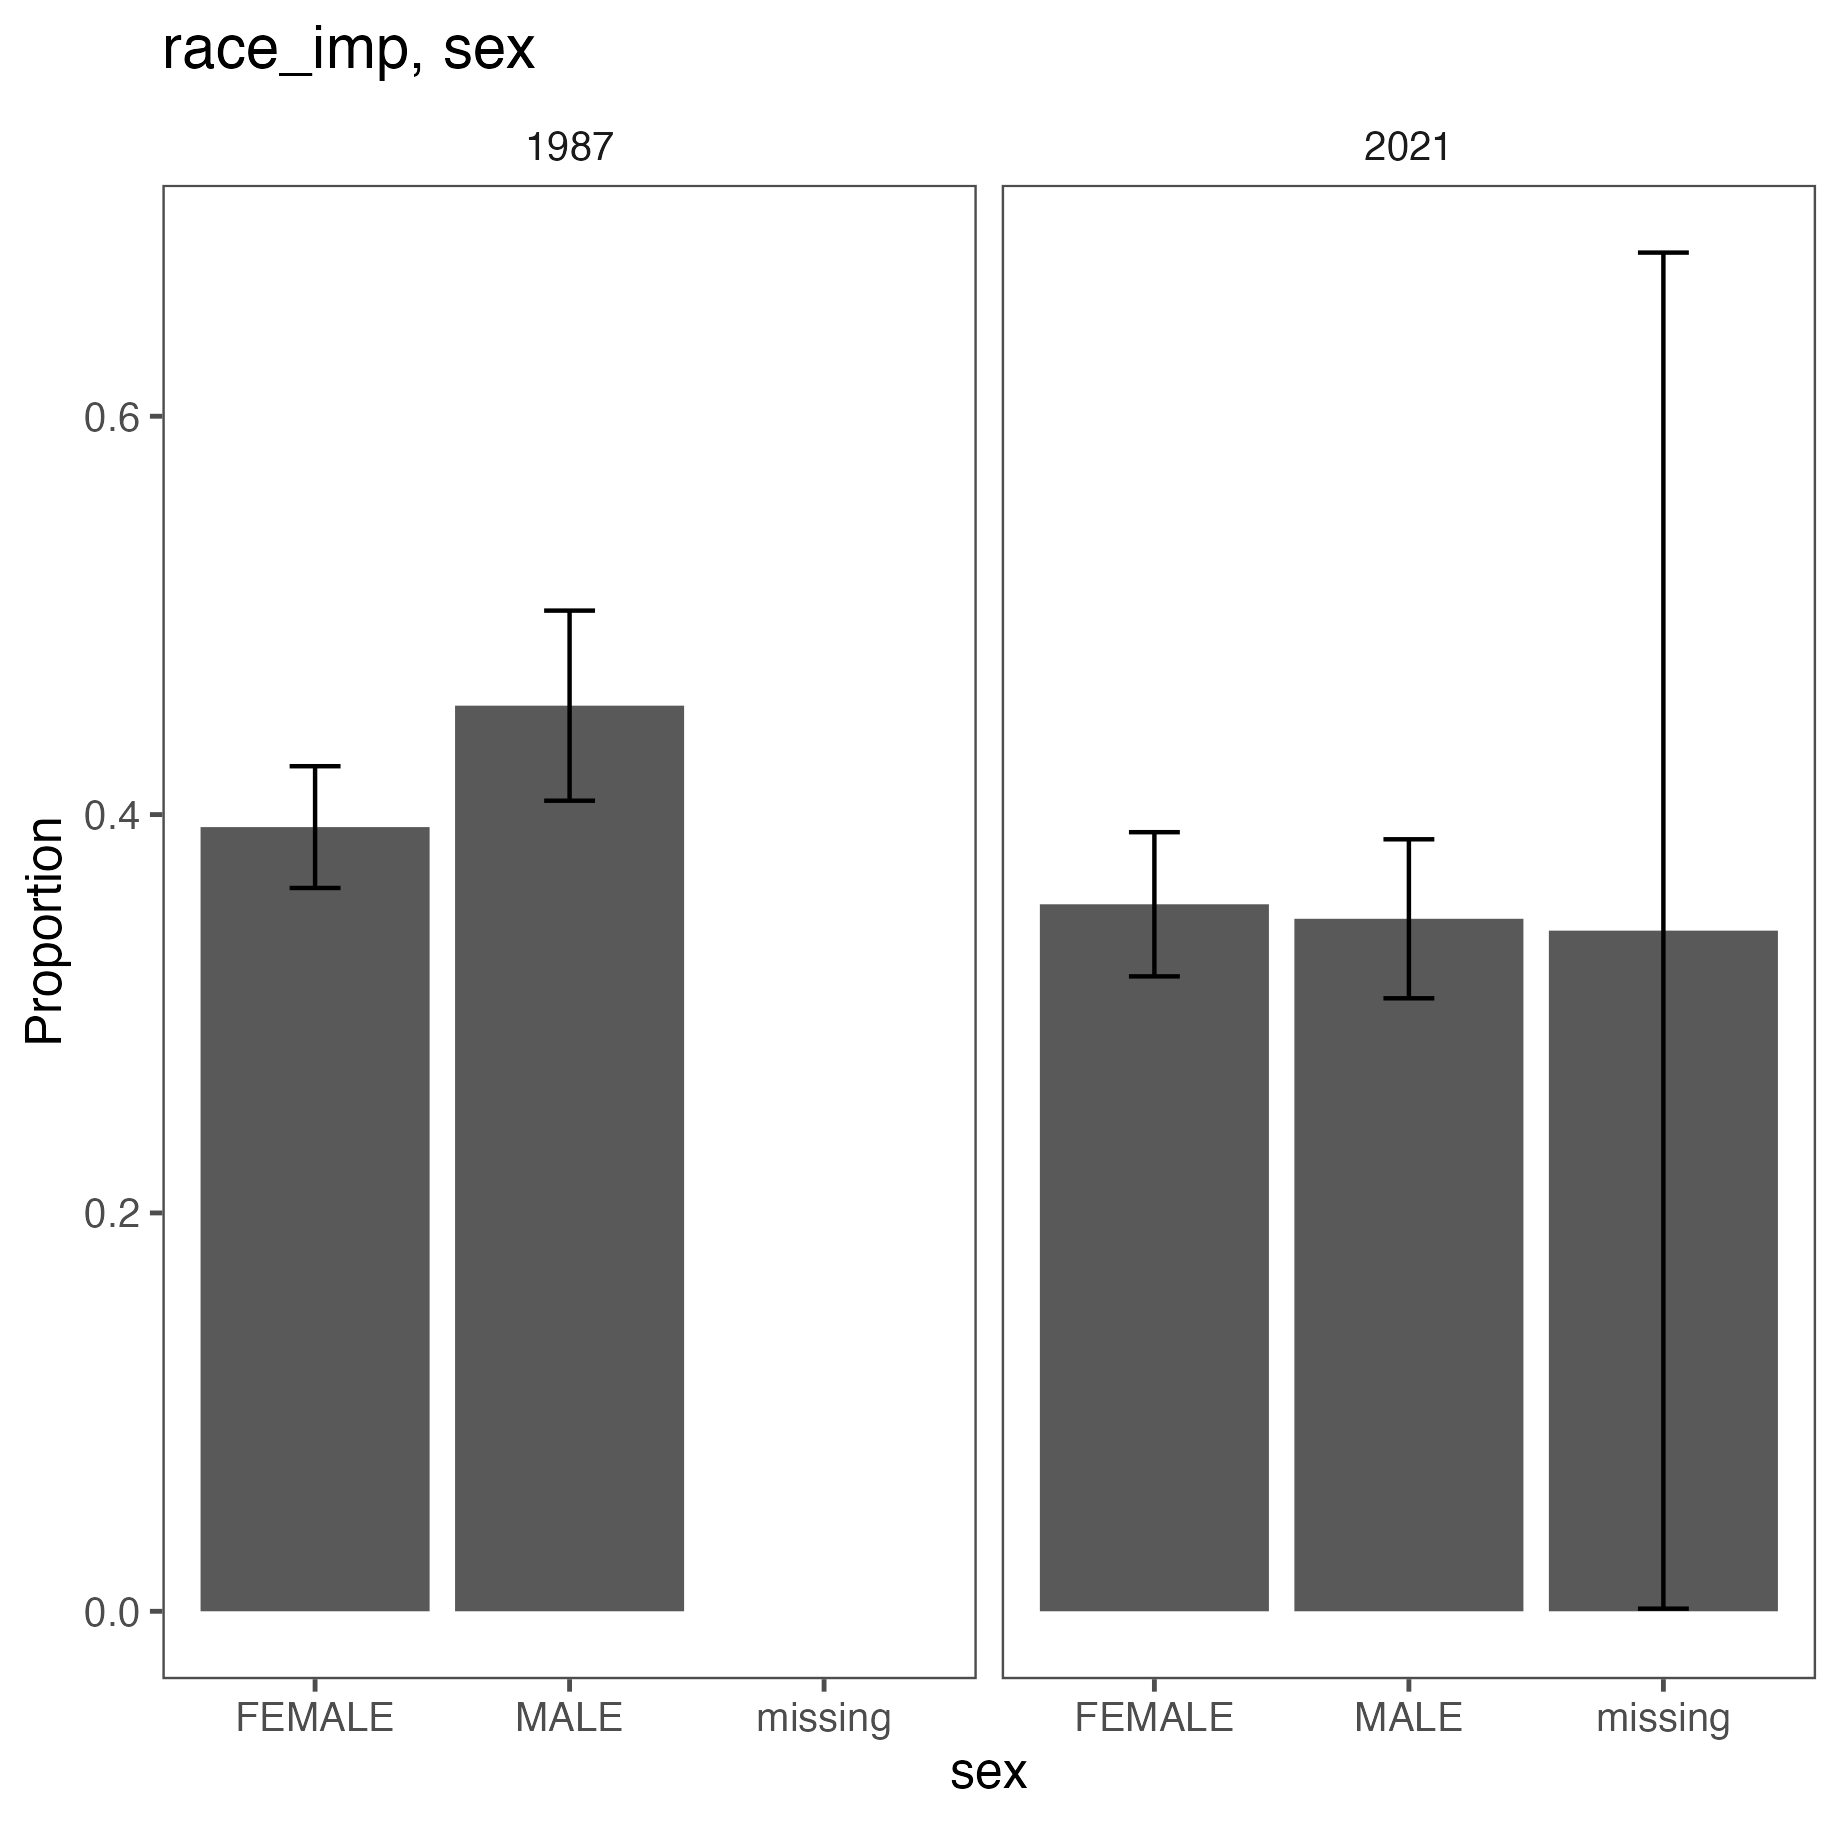 race_imp, sex
1987
2021
Proportion
0.6
0.4
0.2
0.0
FEMALE MALE missing
FEMALE MALE missing
sex